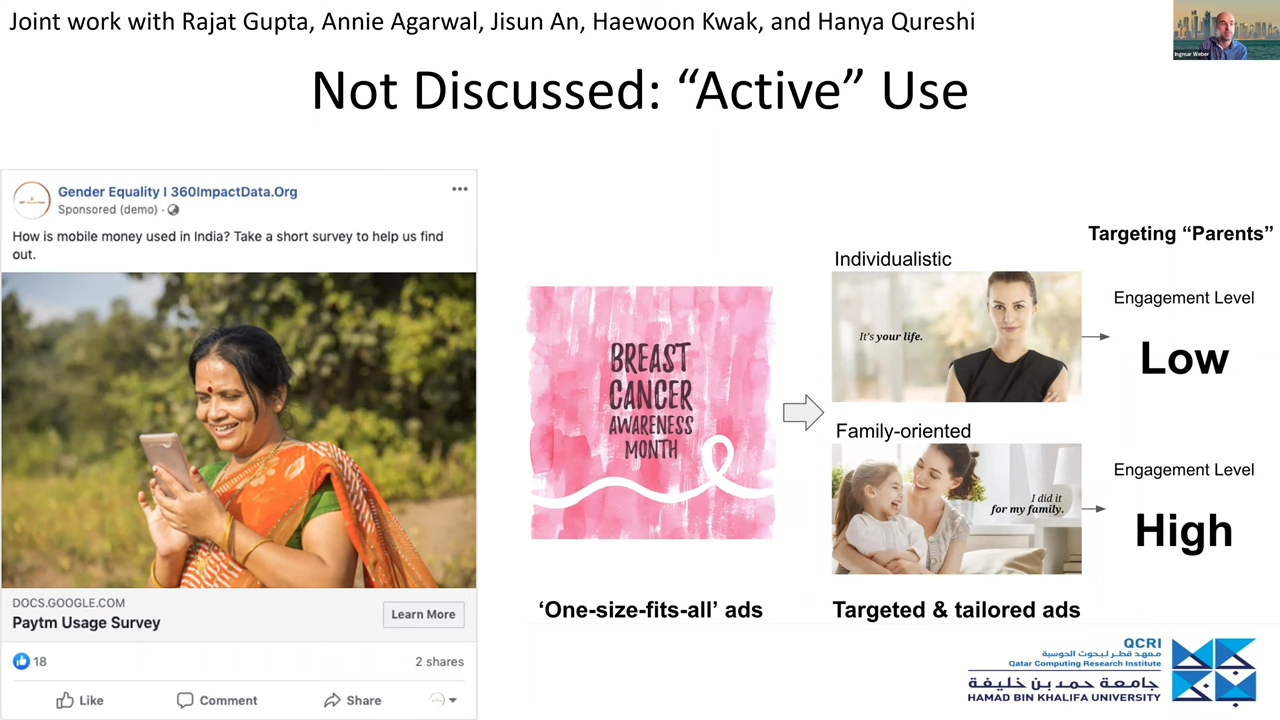 Joint work with Rajat Gupta, Annie Agarwal, Jisun An, Haewoon Kwak, and Hanya Qureshi
Ingmar Weber
Not Discussed: “Active” Use
Gender Equality I 360ImpactData.Org
Sponsored (demo) ·
How is mobile money used in India? Take a short survey to help us find
out.
DOCS.GOOGLE.COM
Paytm Usage Survey
Learn More
18
2 shares
Like
Comment
Share
BREAST
CANCER
AWARENESS
MONTH
‘One-size-fits-all’ ads
Individualistic
It's your life.
Family-oriented
I did it
for my family.
Targeted & tailored ads
Targeting “Parents”
Engagement Level
Low
Engagement Level
High
QCRI
معهد قطر لبحوث الحوسبة
Qatar Computing Research Institute
جامعة حمد بن خليفة
HAMAD BIN KHALIFA UNIVERSITY